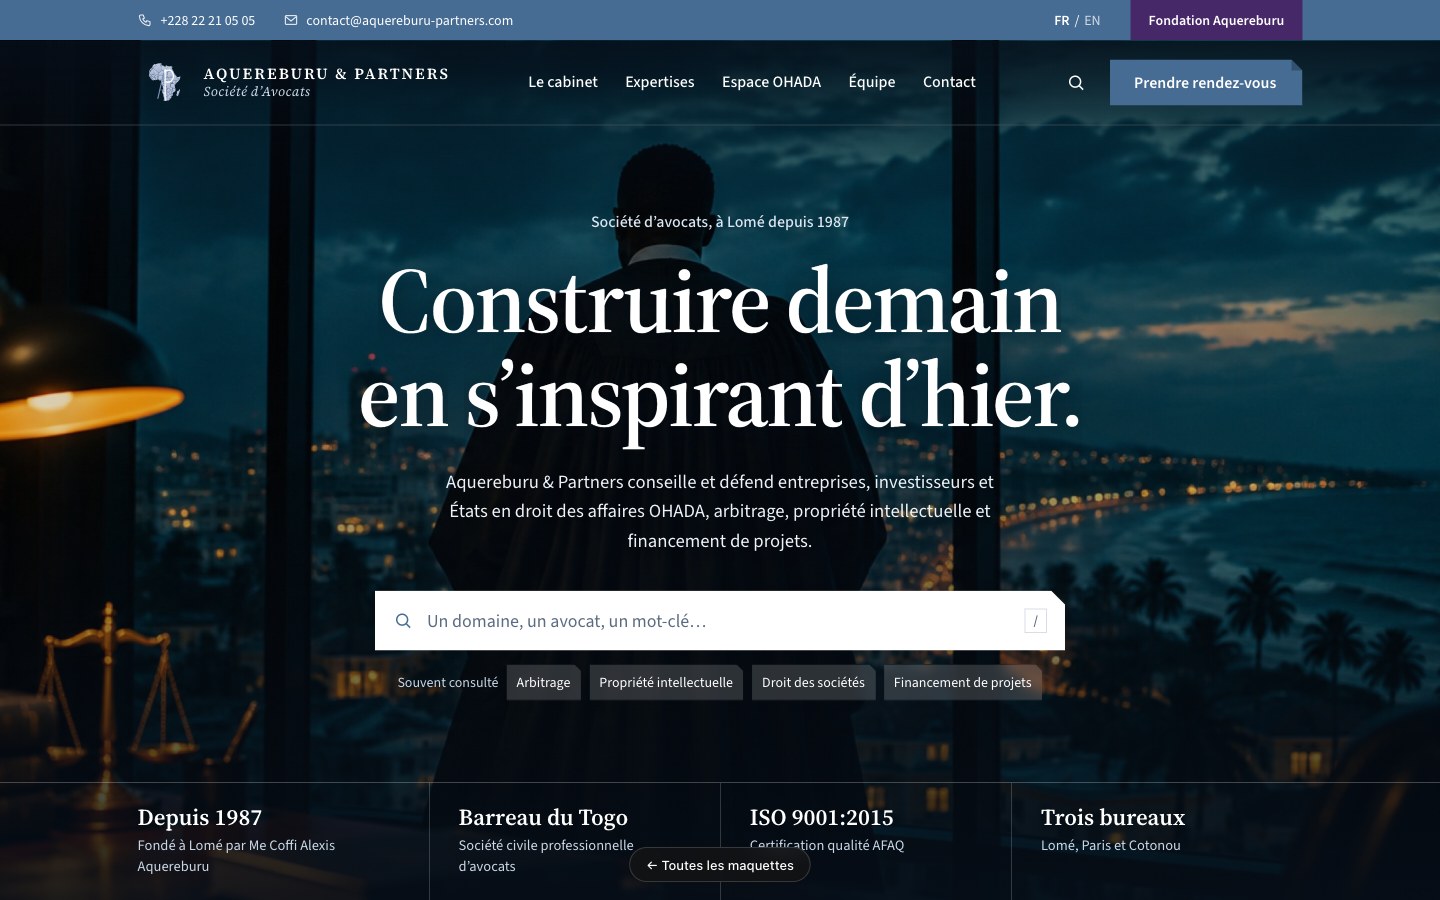 +228 22 21 05 05
contact@aquereburu-partners.com
FR / EN
Fondation Aquereburu
AQUEREBURU & PARTNERS
Société d’Avocats
Le cabinet
Expertises
Espace OHADA
Équipe
Contact
Prendre rendez-vous
Société d’avocats, à Lomé depuis 1987
Construire demain
en s’inspirant d’hier.
Aquereburu & Partners conseille et défend entreprises, investisseurs et
États en droit des affaires OHADA, arbitrage, propriété intellectuelle et
financement de projets.
Un domaine, un avocat, un mot-clé…
/
Souvent consulté
Arbitrage
Propriété intellectuelle
Droit des sociétés
Financement de projets
Depuis 1987
Fondé à Lomé par Me Coffi Alexis
Aquereburu
Barreau du Togo
Société civile professionnelle
d’avocats
ISO 9001:2015
Certification qualité AFAQ
Trois bureaux
Lomé, Paris et Cotonou
← Toutes les maquettes